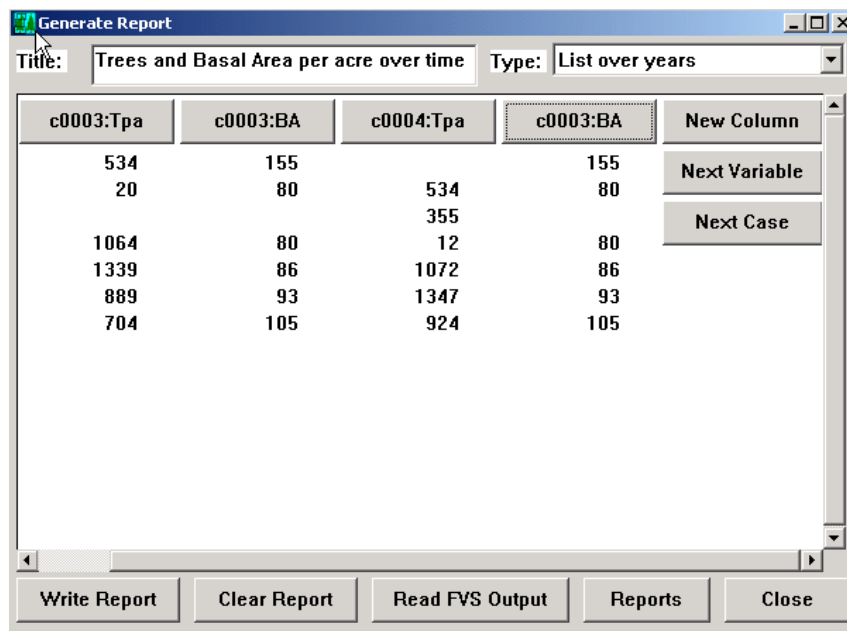 Generate Report
Title: Trees and Basal Area per acre over time Type: List over years
c0003:Tpa c0003:BA c0004:Tpa c0003:BA New Column
534 155 155 Next Variable
20 80 534 80
355 Next Case
1064 80 12 80
1339 86 1072 86
889 93 1347 93
704 105 924 105
Write Report Clear Report Read FVS Output Reports Close